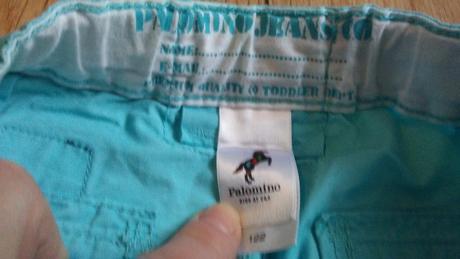 PALOMINO JEANS CO
NAME:
E-MAIL:
QUALITY @ TODDLER DEPT.
Palomino
122